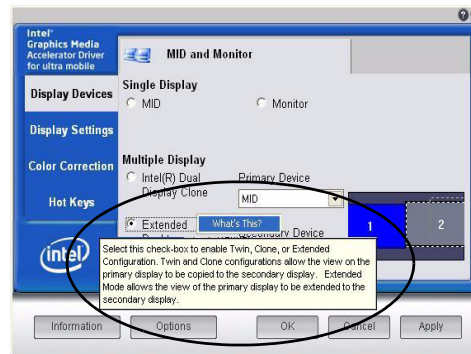 Intel®
Graphics Media
Accelerator Driver
for ultra mobile
MID and Monitor
Display Devices
Display Settings
Color Correction
Hot Keys
intel
Single Display
MID
Monitor
Multiple Display
Intel(R) Dual
Display Clone
Primary Device
MID
Extended
What's This?
Device
1
2
Select this check-box to enable Twin, Clone, or Extended
Configuration. Twin and Clone configurations allow the view on the
primary display to be copied to the secondary display. Extended
Mode allows the view of the primary display to be extended to the
secondary display.
Information
Options
OK
Cancel
Apply